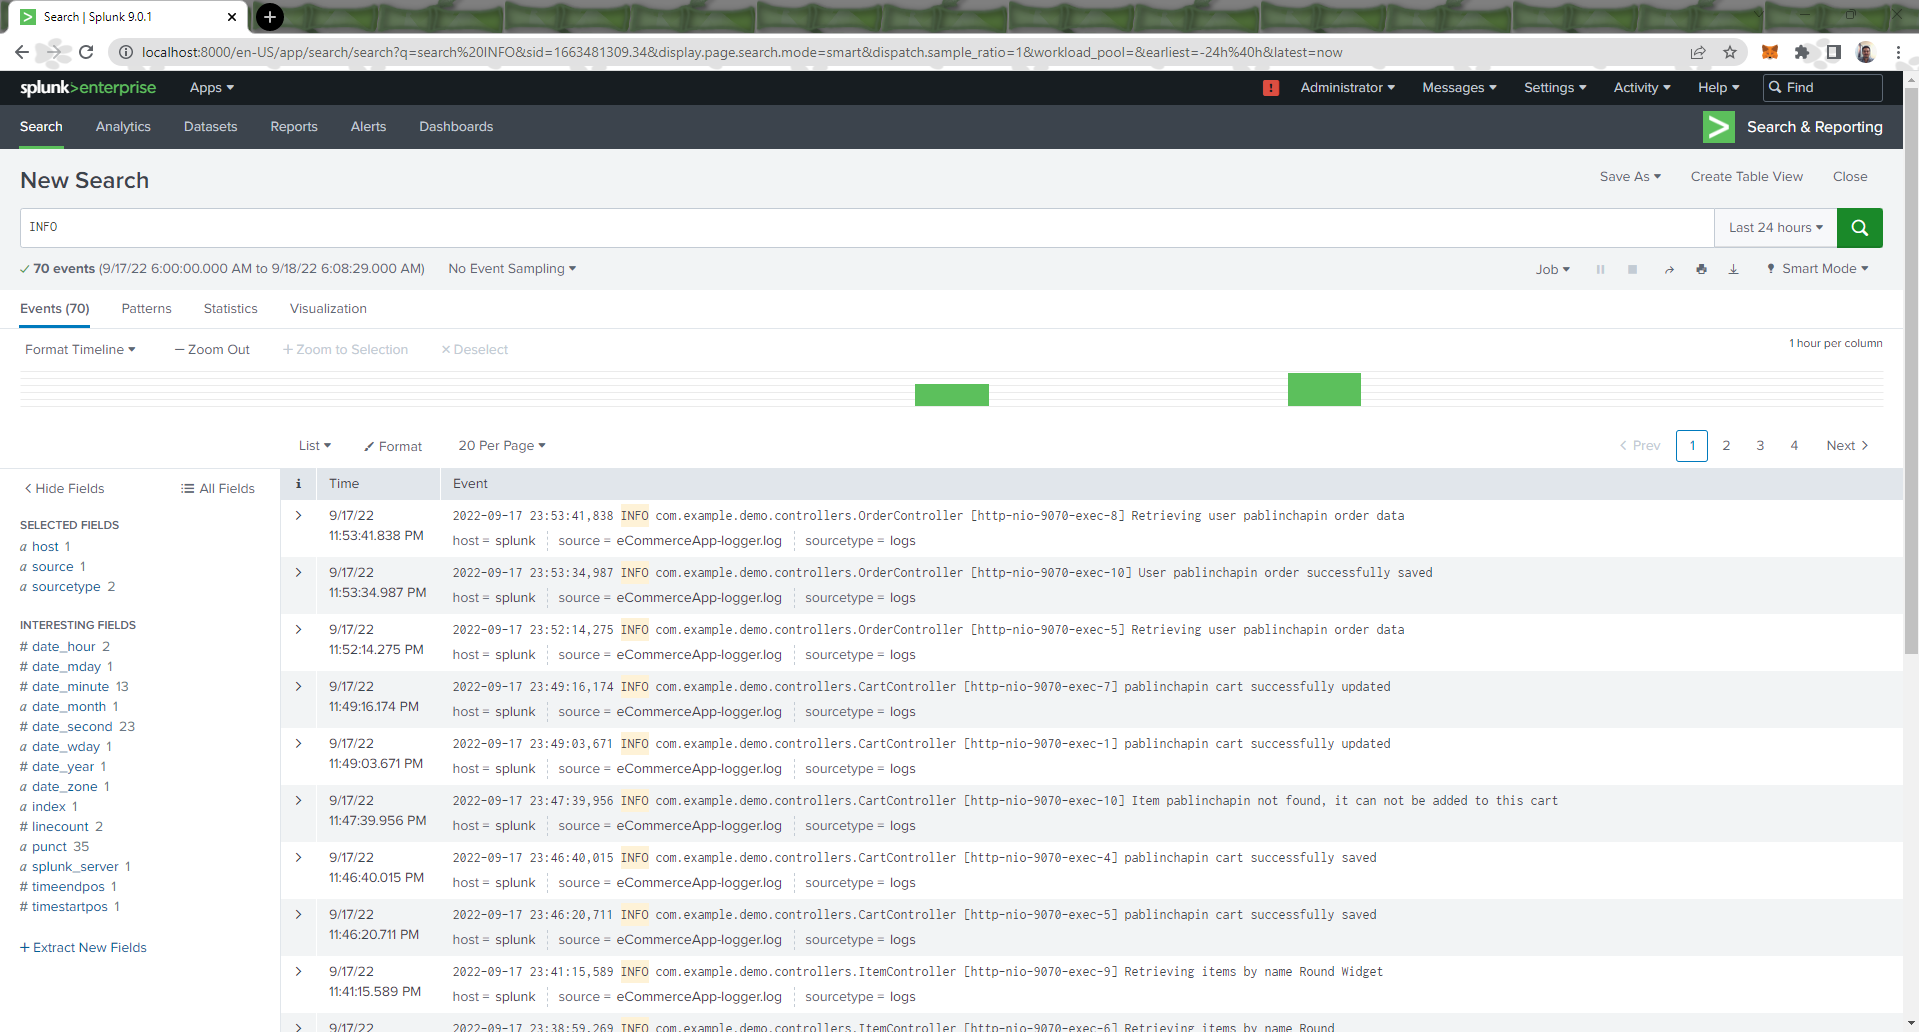 Search | Splunk 9.0.1
localhost:8000/en-US/app/search/search?q=search%20INFO&sid=1663481309.34&display.page.search.mode=smart&dispatch.sample_ratio=1&workload_pool=&earliest=-24h%40h&latest=now
splunk>enterprise Apps Administrator Messages Settings Activity Help Find
Search Analytics Datasets Reports Alerts Dashboards Search & Reporting
New Search Save As Create Table View Close
INFO Last 24 hours
70 events (9/17/22 6:00:00.000 AM to 9/18/22 6:08:29.000 AM) No Event Sampling Job Smart Mode
Events (70) Patterns Statistics Visualization
Format Timeline — Zoom Out + Zoom to Selection × Deselect 1 hour per column
List Format 20 Per Page < Prev 1 2 3 4 Next >
< Hide Fields All Fields
SELECTED FIELDS
a host 1
a source 1
a sourcetype 2
INTERESTING FIELDS
# date_hour 2
# date_mday 1
# date_minute 13
a date_month 1
# date_second 23
a date_wday 1
# date_year 1
a date_zone 1
a index 1
# linecount 2
a punct 35
a splunk_server 1
# timeendpos 1
# timestartpos 1
+ Extract New Fields
i Time Event
9/17/22 2022-09-17 23:53:41,838 INFO com.example.demo.controllers.OrderController [http-nio-9070-exec-8] Retrieving user pablinchapin order data
11:53:41.838 PM host = splunk source = eCommerceApp-logger.log sourcetype = logs
9/17/22 2022-09-17 23:53:34,987 INFO com.example.demo.controllers.OrderController [http-nio-9070-exec-10] User pablinchapin order successfully saved
11:53:34.987 PM host = splunk source = eCommerceApp-logger.log sourcetype = logs
9/17/22 2022-09-17 23:52:14,275 INFO com.example.demo.controllers.OrderController [http-nio-9070-exec-5] Retrieving user pablinchapin order data
11:52:14.275 PM host = splunk source = eCommerceApp-logger.log sourcetype = logs
9/17/22 2022-09-17 23:49:16,174 INFO com.example.demo.controllers.CartController [http-nio-9070-exec-7] pablinchapin cart successfully updated
11:49:16.174 PM host = splunk source = eCommerceApp-logger.log sourcetype = logs
9/17/22 2022-09-17 23:49:03,671 INFO com.example.demo.controllers.CartController [http-nio-9070-exec-1] pablinchapin cart successfully updated
11:49:03.671 PM host = splunk source = eCommerceApp-logger.log sourcetype = logs
9/17/22 2022-09-17 23:47:39,956 INFO com.example.demo.controllers.CartController [http-nio-9070-exec-10] Item pablinchapin not found, it can not be added to this cart
11:47:39.956 PM host = splunk source = eCommerceApp-logger.log sourcetype = logs
9/17/22 2022-09-17 23:46:40,015 INFO com.example.demo.controllers.CartController [http-nio-9070-exec-4] pablinchapin cart successfully saved
11:46:40.015 PM host = splunk source = eCommerceApp-logger.log sourcetype = logs
9/17/22 2022-09-17 23:46:20,711 INFO com.example.demo.controllers.CartController [http-nio-9070-exec-5] pablinchapin cart successfully saved
11:46:20.711 PM host = splunk source = eCommerceApp-logger.log sourcetype = logs
9/17/22 2022-09-17 23:41:15,589 INFO com.example.demo.controllers.ItemController [http-nio-9070-exec-9] Retrieving items by name Round Widget
11:41:15.589 PM host = splunk source = eCommerceApp-logger.log sourcetype = logs
9/17/22 2022-09-17 23:38:59,269 INFO com.example.demo.controllers.ItemController [http-nio-9070-exec-6] Retrieving items by name Round